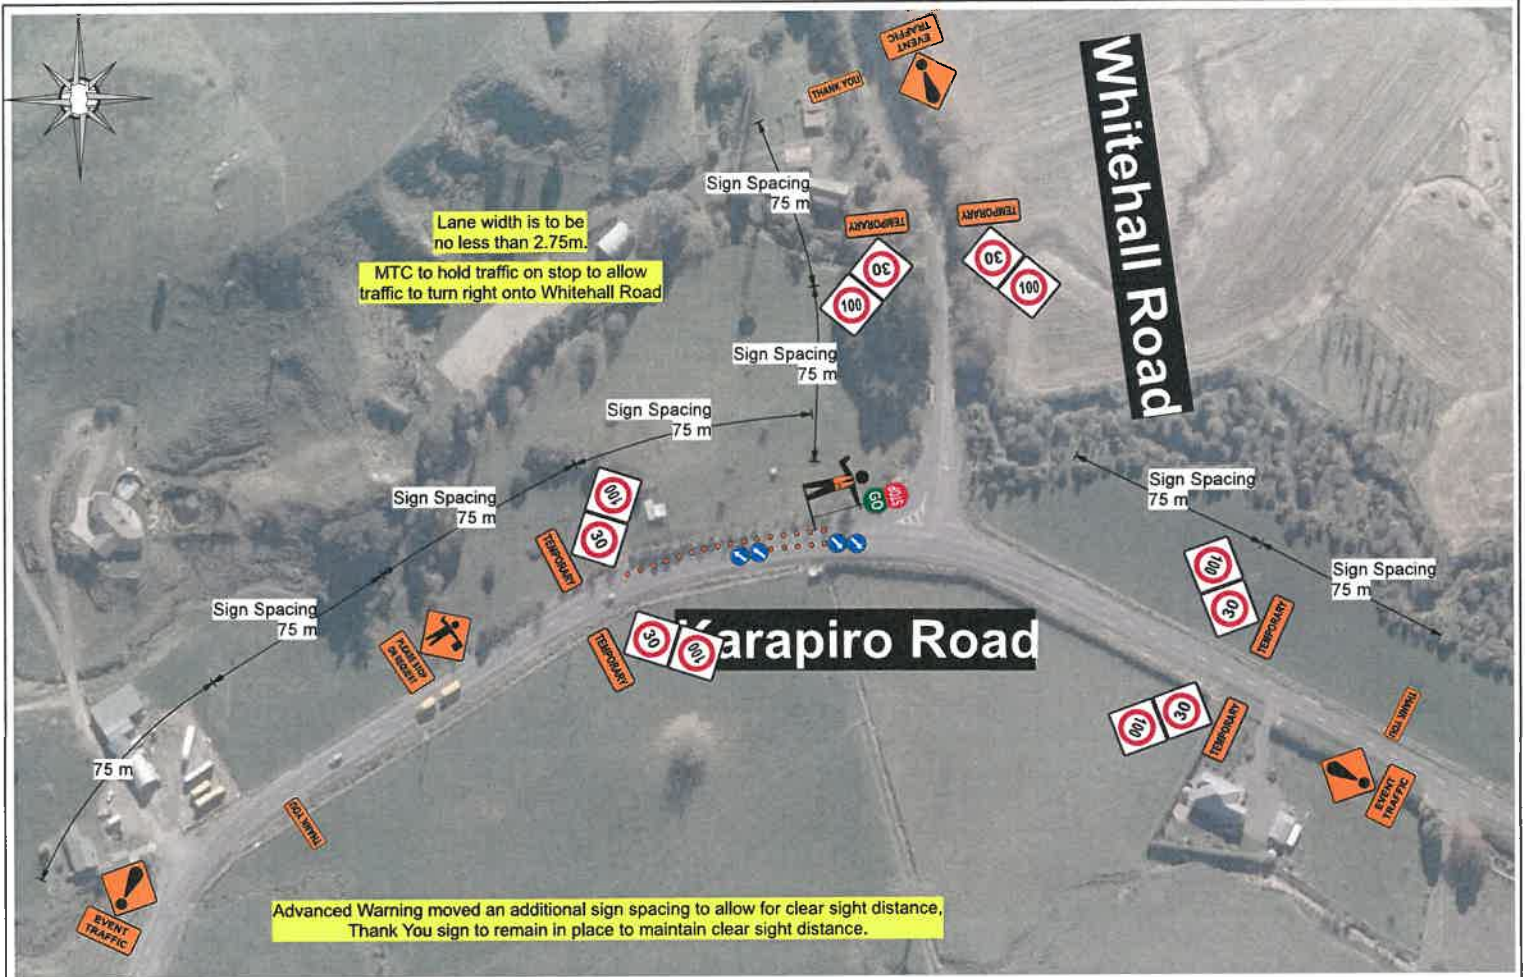 EVENT
TRAFFIC
THANK YOU
Whitehall Road
Sign Spacing
75 m
Lane width is to be
no less than 2.75m.
MTC to hold traffic on stop to allow
traffic to turn right onto Whitehall Road
TEMPORARY
30
100
TEMPORARY
30
100
Sign Spacing
75 m
Sign Spacing
75 m
Sign Spacing
75 m
100
30
TEMPORARY
GO
STOP
Sign Spacing
75 m
Sign Spacing
75 m
100
30
TEMPORARY
Sign Spacing
75 m
PLEASE STOP
ON REQUEST
TEMPORARY
30
100
Karapiro Road
100
30
TEMPORARY
THANK YOU
75 m
THANK YOU
EVENT
TRAFFIC
EVENT
TRAFFIC
Advanced Warning moved an additional sign spacing to allow for clear sight distance,
Thank You sign to remain in place to maintain clear sight distance.